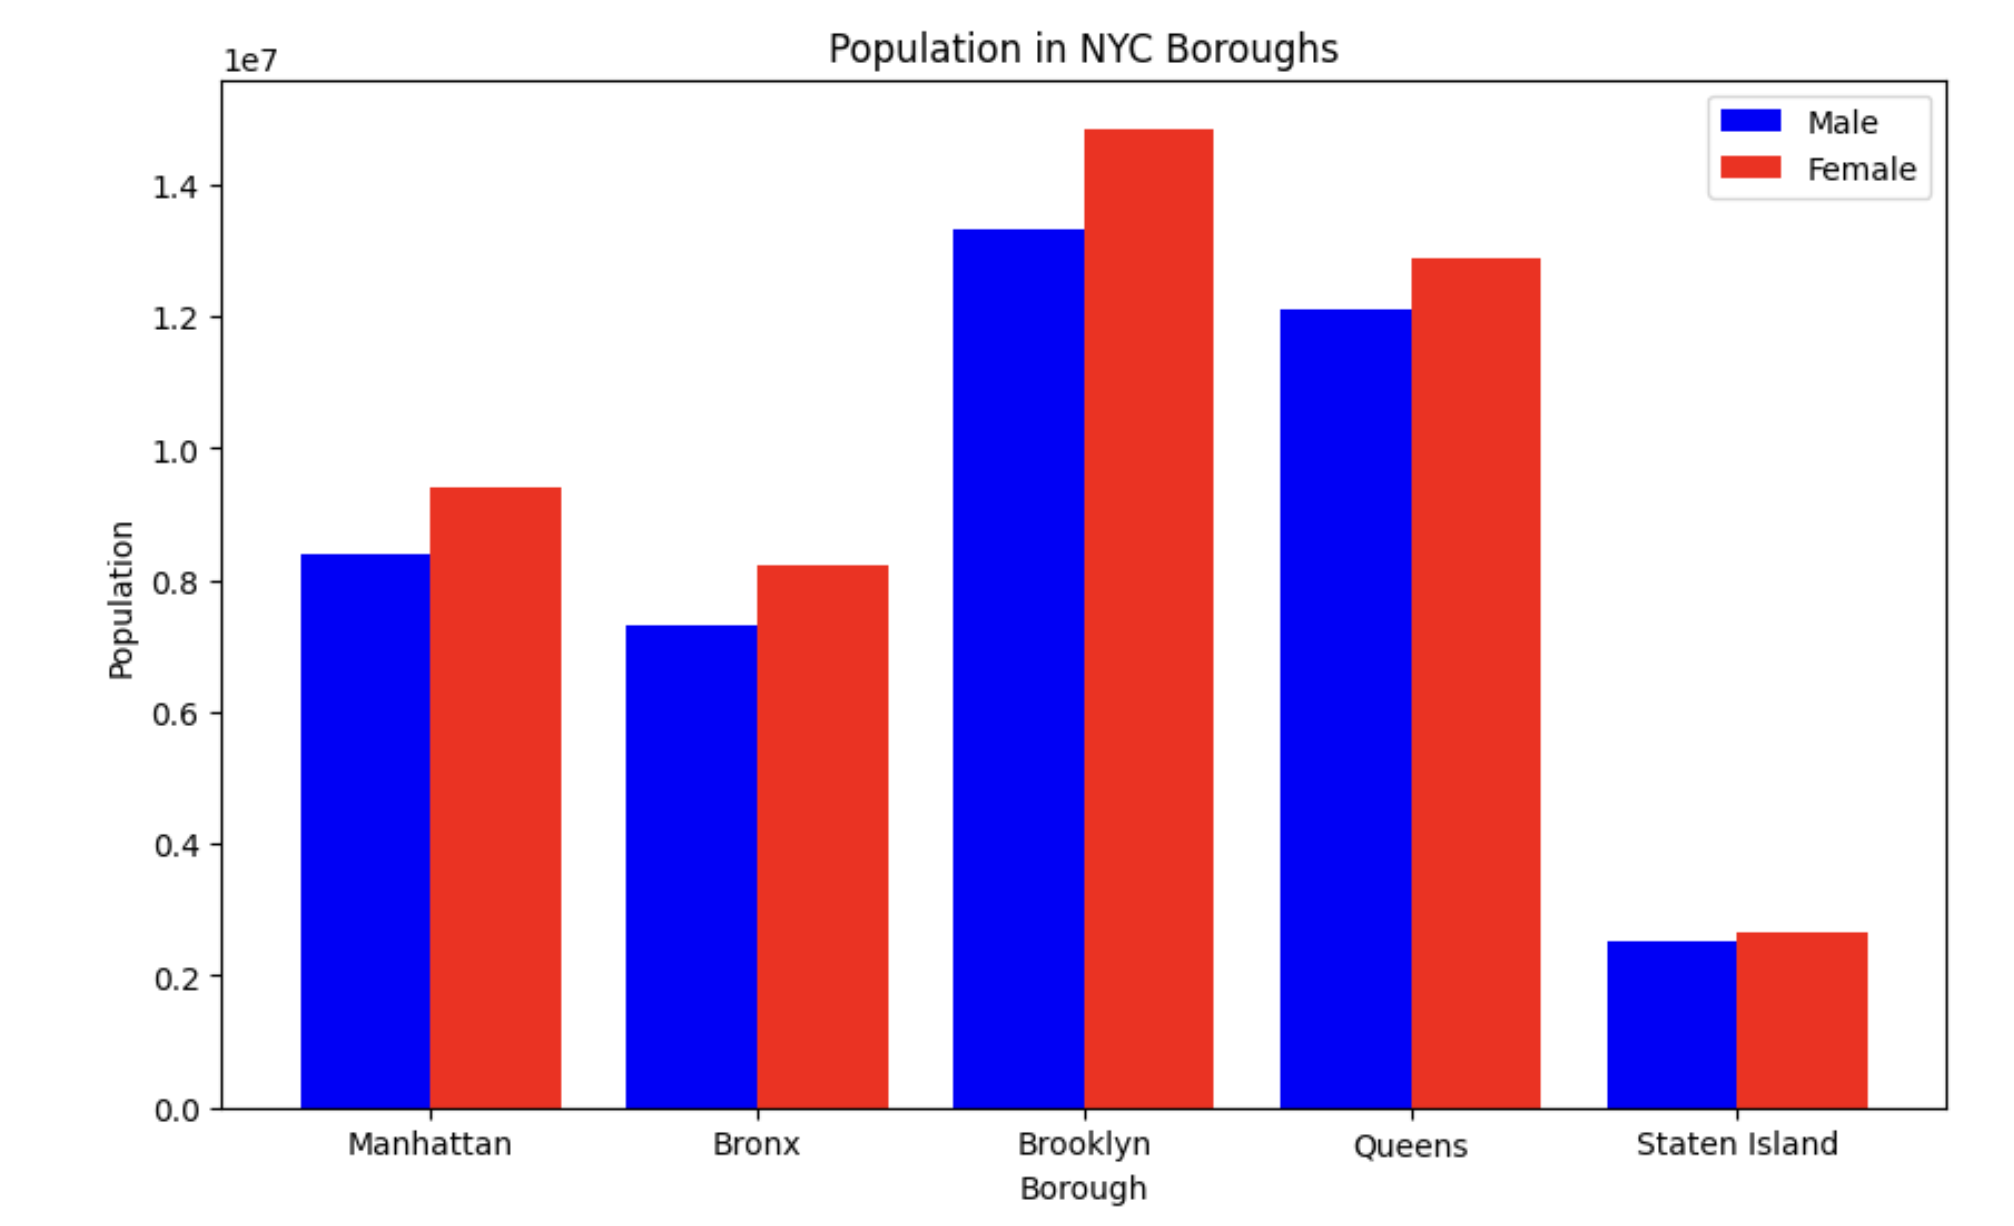 Population in NYC Boroughs
1e7
Male
Female
1.4
1.2
1.0
0.8
0.6
0.4
0.2
0.0
Population
Manhattan Bronx Brooklyn Queens Staten Island
Borough